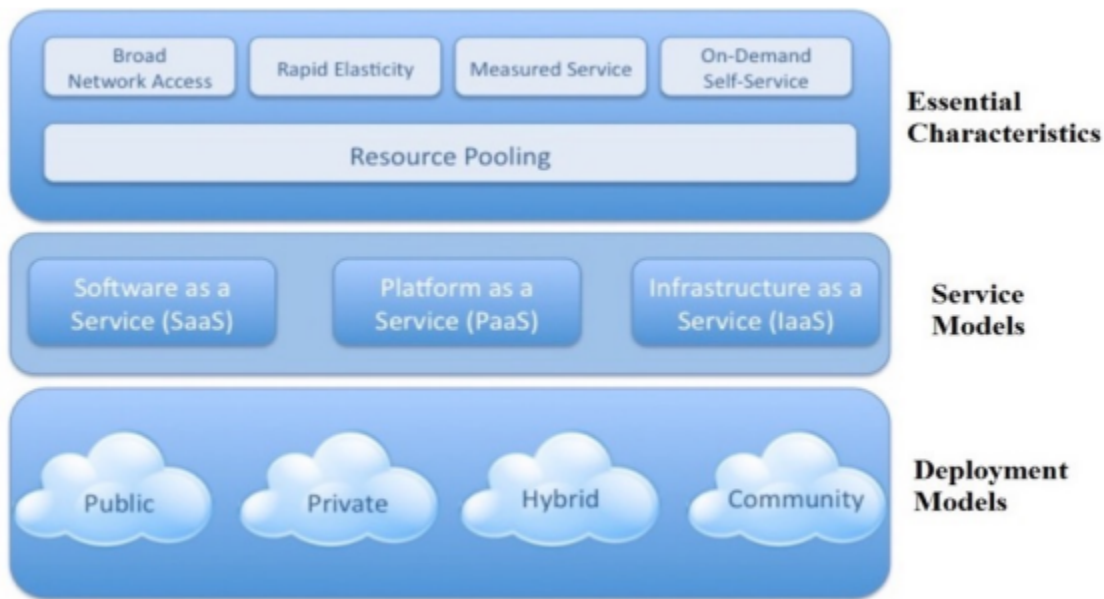 Broad
Network Access
Rapid Elasticity
Measured Service
On-Demand
Self-Service
Resource Pooling
Essential
Characteristics
Software as a
Service (SaaS)
Platform as a
Service (PaaS)
Infrastructure as a
Service (IaaS)
Service
Models
Public
Private
Hybrid
Community
Deployment
Models